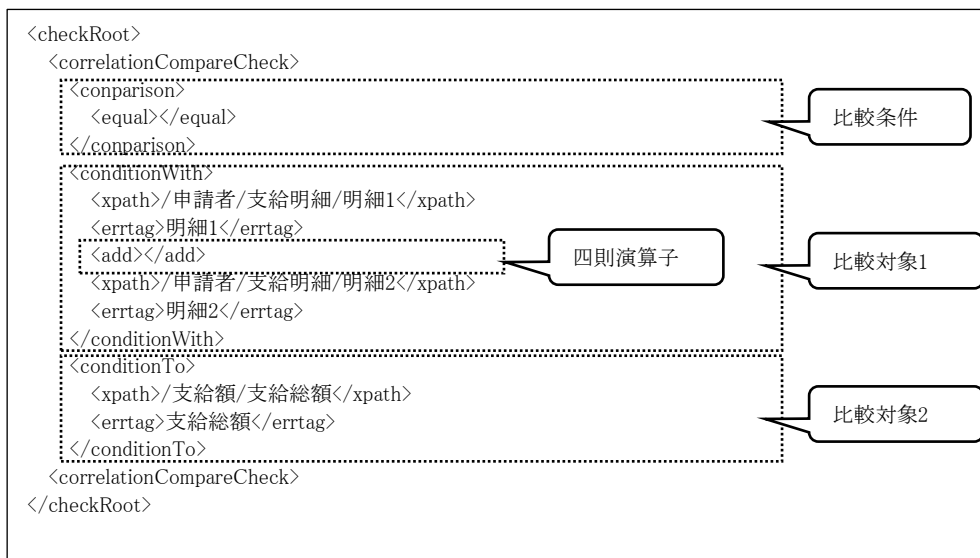 <checkRoot>
<correlationCompareCheck>
<conparison>
<equal></equal>
比較条件
</conparison>
<conditionWith>
<xpath>/申請者/支給明細/明細1</xpath>
<errtag>明細1</errtag>
<add></add>
四則演算子
比較対象1
<xpath>/申請者/支給明細/明細2</xpath>
<errtag>明細2</errtag>
</conditionWith>
<conditionTo>
<xpath>/支給額/支給総額</xpath>
<errtag>支給総額</errtag>
比較対象2
</conditionTo>
<correlationCompareCheck>
</checkRoot>